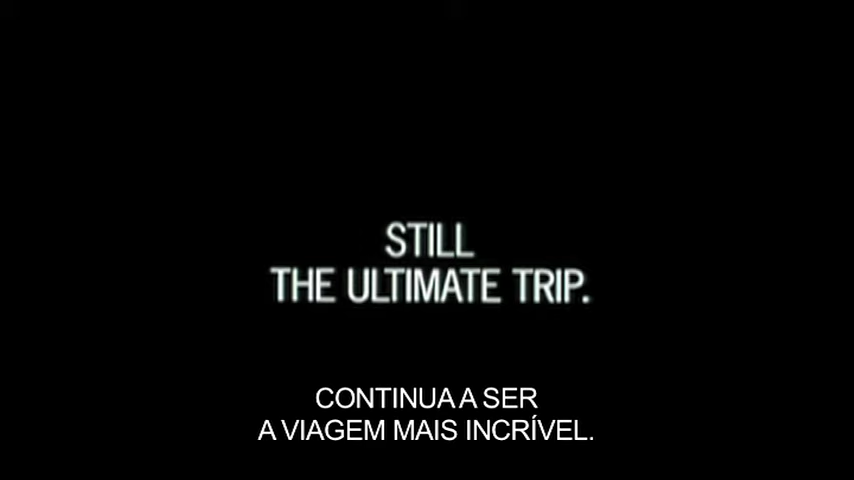 STILL
THE ULTIMATE TRIP.
CONTINUA A SER
A VIAGEM MAIS INCRÍVEL.